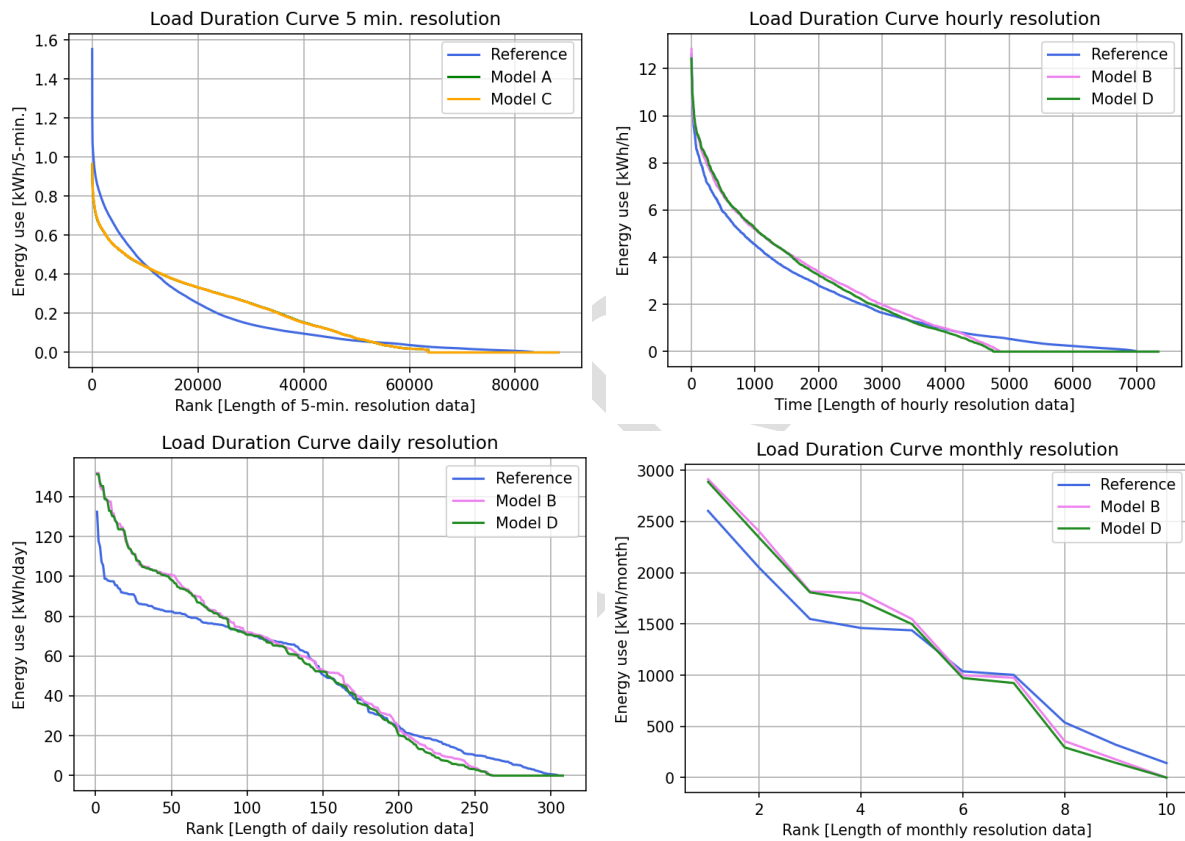 Load Duration Curve 5 min. resolution
Energy use [kWh/5-min.]
1.6
1.4
1.2
1.0
0.8
0.6
0.4
0.2
0.0
Reference
Model A
Model C
0 20000 40000 60000 80000
Rank [Length of 5-min. resolution data]
Load Duration Curve hourly resolution
Energy use [kWh/h]
12
10
8
6
4
2
0
Reference
Model B
Model D
0 1000 2000 3000 4000 5000 6000 7000
Time [Length of hourly resolution data]
Load Duration Curve daily resolution
Energy use [kWh/day]
140
120
100
80
60
40
20
0
Reference
Model B
Model D
0 50 100 150 200 250 300
Rank [Length of daily resolution data]
Load Duration Curve monthly resolution
Energy use [kWh/month]
3000
2500
2000
1500
1000
500
0
Reference
Model B
Model D
2 4 6 8 10
Rank [Length of monthly resolution data]